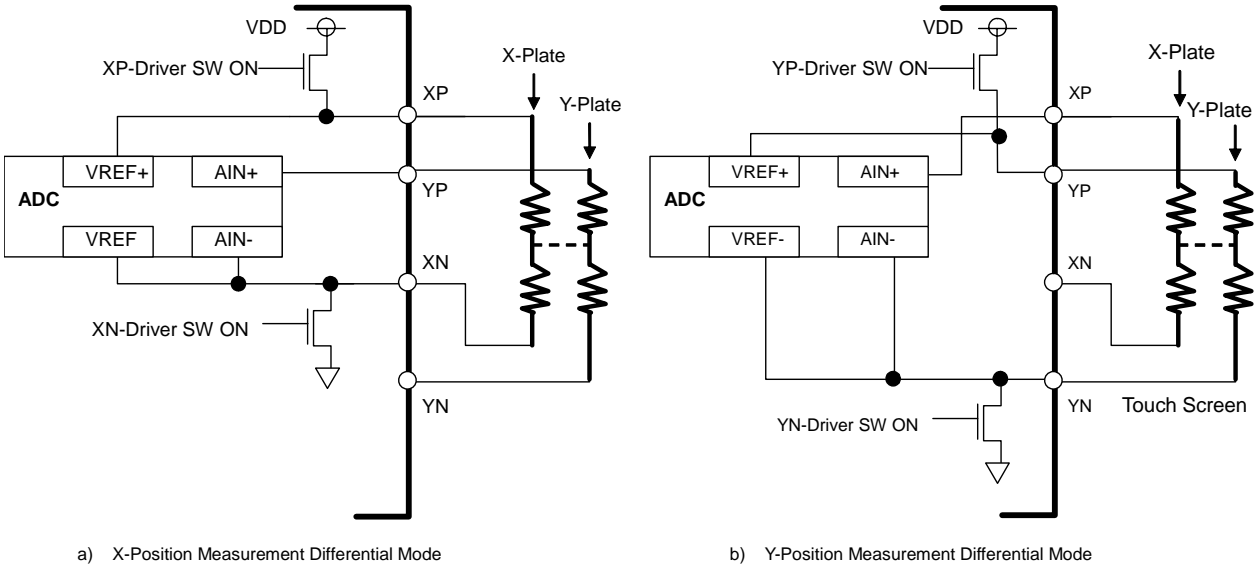 VDD
XP-Driver SW ON
X-Plate
XP
Y-Plate
VREF+
AIN+
YP
ADC
VREF
AIN-
XN
XN-Driver SW ON
YN
a) X-Position Measurement Differential Mode
VDD
YP-Driver SW ON
X-Plate
XP
Y-Plate
VREF+
AIN+
YP
ADC
VREF-
AIN-
XN
YN
Touch Screen
YN-Driver SW ON
b) Y-Position Measurement Differential Mode